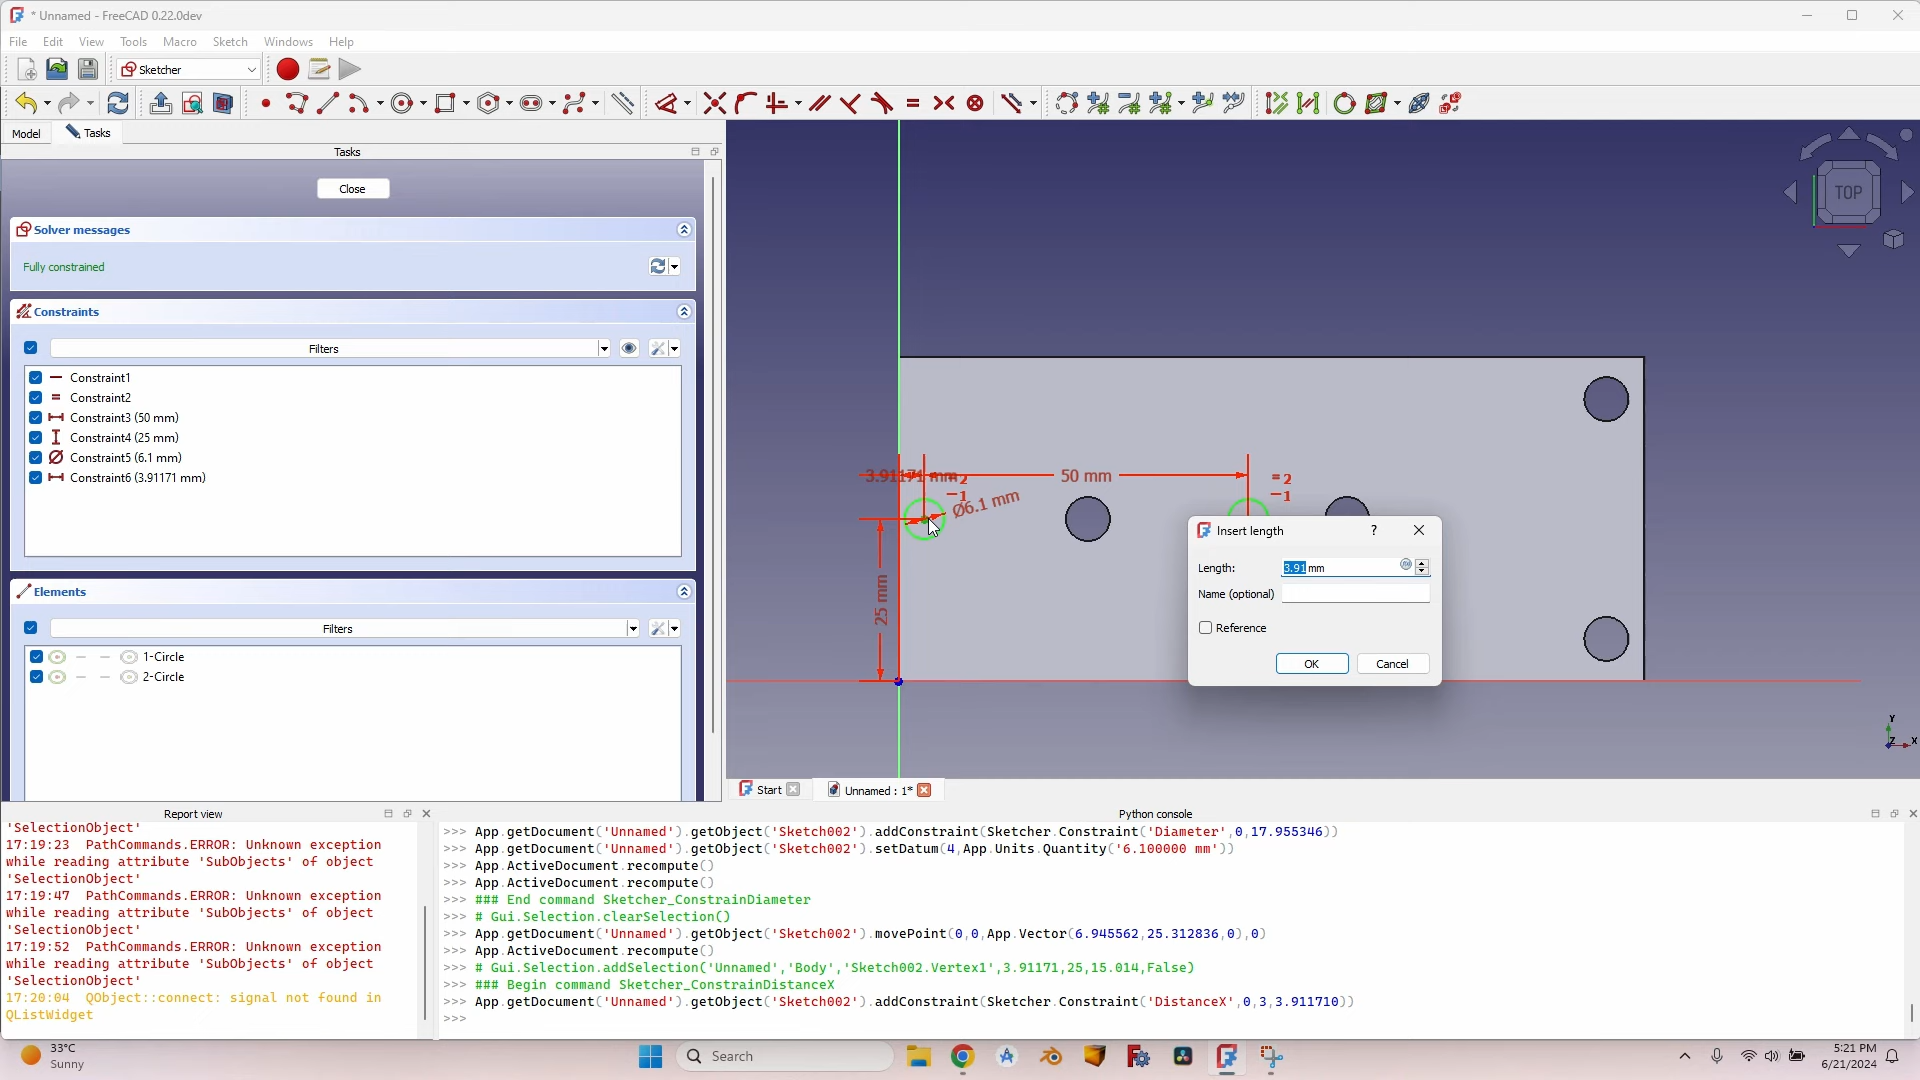 * Unnamed - FreeCAD 0.22.0dev
File Edit View Tools Macro Sketch Windows Help
Sketcher
Model Tasks
Tasks
Close
Solver messages
Fully constrained
Constraints
Filters
Constraint1
Constraint2
Constraint3 (50 mm)
Constraint4 (25 mm)
Constraint5 (6.1 mm)
Constraint6 (3.91171 mm)
Elements
Filters
1-Circle
2-Circle
TOP
3.91171 mm
50 mm
=2
−1
=2
−1
Ø6.1 mm
25 mm
Insert length
?
Length: 3.91 mm
Name (optional)
Reference
OK Cancel
Y
Z X
Start Unnamed : 1*
Report view
'SelectionObject'
17:19:23 PathCommands.ERROR: Unknown exception
while reading attribute 'SubObjects' of object
'SelectionObject'
17:19:47 PathCommands.ERROR: Unknown exception
while reading attribute 'SubObjects' of object
'SelectionObject'
17:19:52 PathCommands.ERROR: Unknown exception
while reading attribute 'SubObjects' of object
'SelectionObject'
17:20:04 QObject::connect: signal not found in
QListWidget
Python console
>>> App.getDocument('Unnamed').getObject('Sketch002').addConstraint(Sketcher.Constraint('Diameter',0,17.955346))
>>> App.getDocument('Unnamed').getObject('Sketch002').setDatum(4,App.Units.Quantity('6.100000 mm'))
>>> App.ActiveDocument.recompute()
>>> App.ActiveDocument.recompute()
>>> ### End command Sketcher_ConstrainDiameter
>>> # Gui.Selection.clearSelection()
>>> App.getDocument('Unnamed').getObject('Sketch002').movePoint(0,0,App.Vector(6.945562,25.312836,0),0)
>>> App.ActiveDocument.recompute()
>>> # Gui.Selection.addSelection('Unnamed','Body','Sketch002.Vertex1',3.91171,25,15.014,False)
>>> ### Begin command Sketcher_ConstrainDistanceX
>>> App.getDocument('Unnamed').getObject('Sketch002').addConstraint(Sketcher.Constraint('DistanceX',0,3,3.911710))
>>>
33°C
Sunny
Search
5:21 PM
6/21/2024